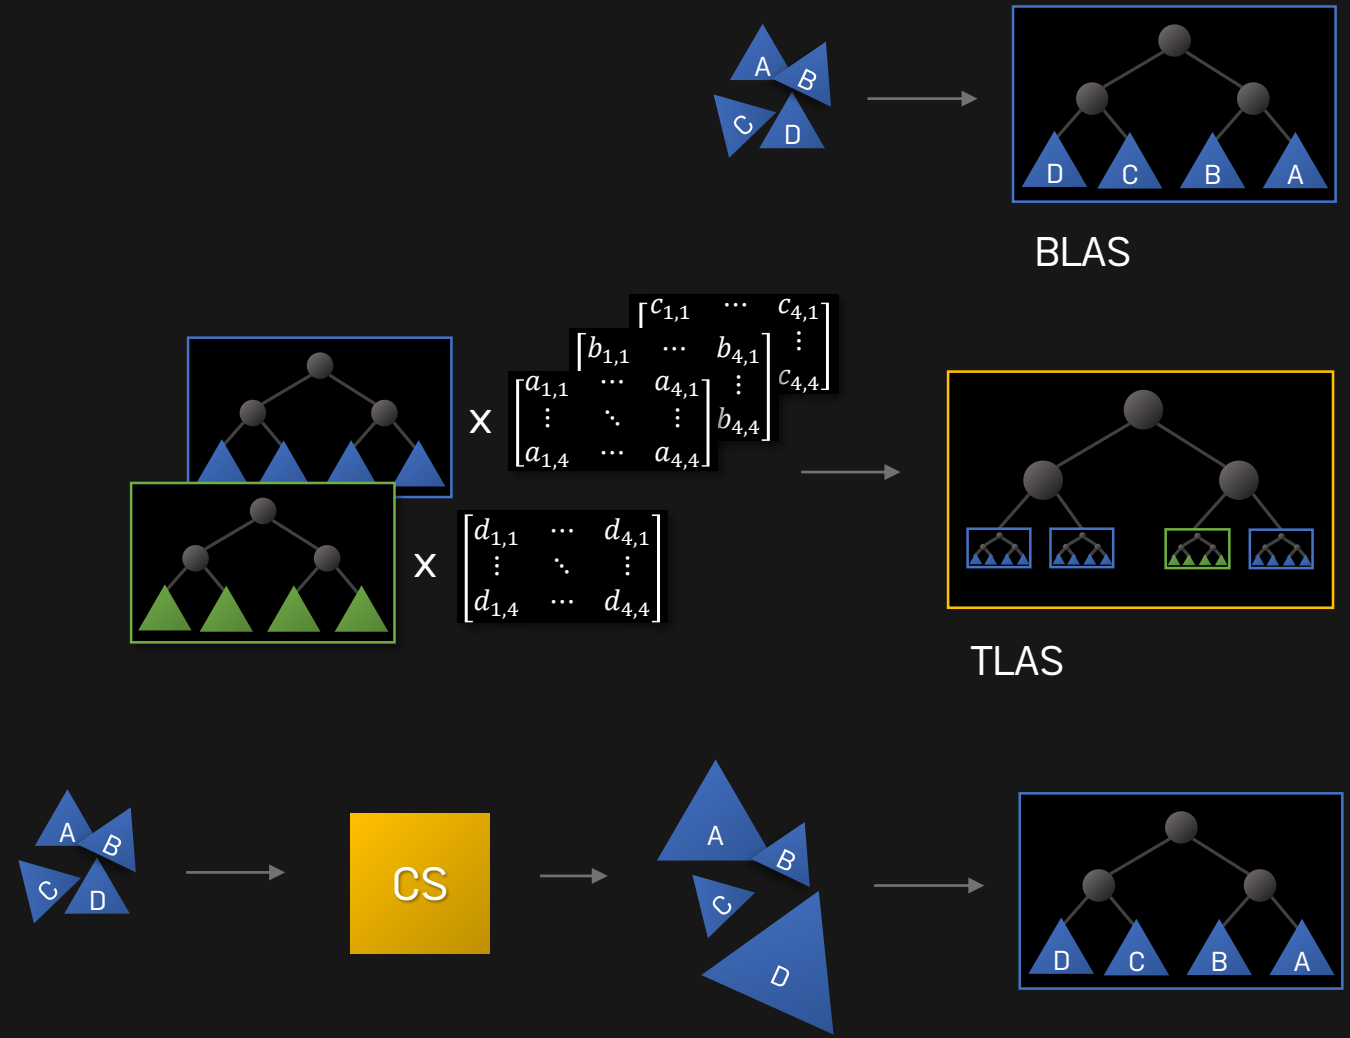 A
B
C
D
D C B A
BLAS
c₁,₁ ⋯ c₄,₁
⋮
c₄,₄
b₁,₁ ⋯ b₄,₁
⋮
b₄,₄
x
a₁,₁ ⋯ a₄,₁
⋮ ⋱ ⋮
a₁,₄ ⋯ a₄,₄
x
d₁,₁ ⋯ d₄,₁
⋮ ⋱ ⋮
d₁,₄ ⋯ d₄,₄
TLAS
A
B
C
D
CS
A
B
C
D
D C B A